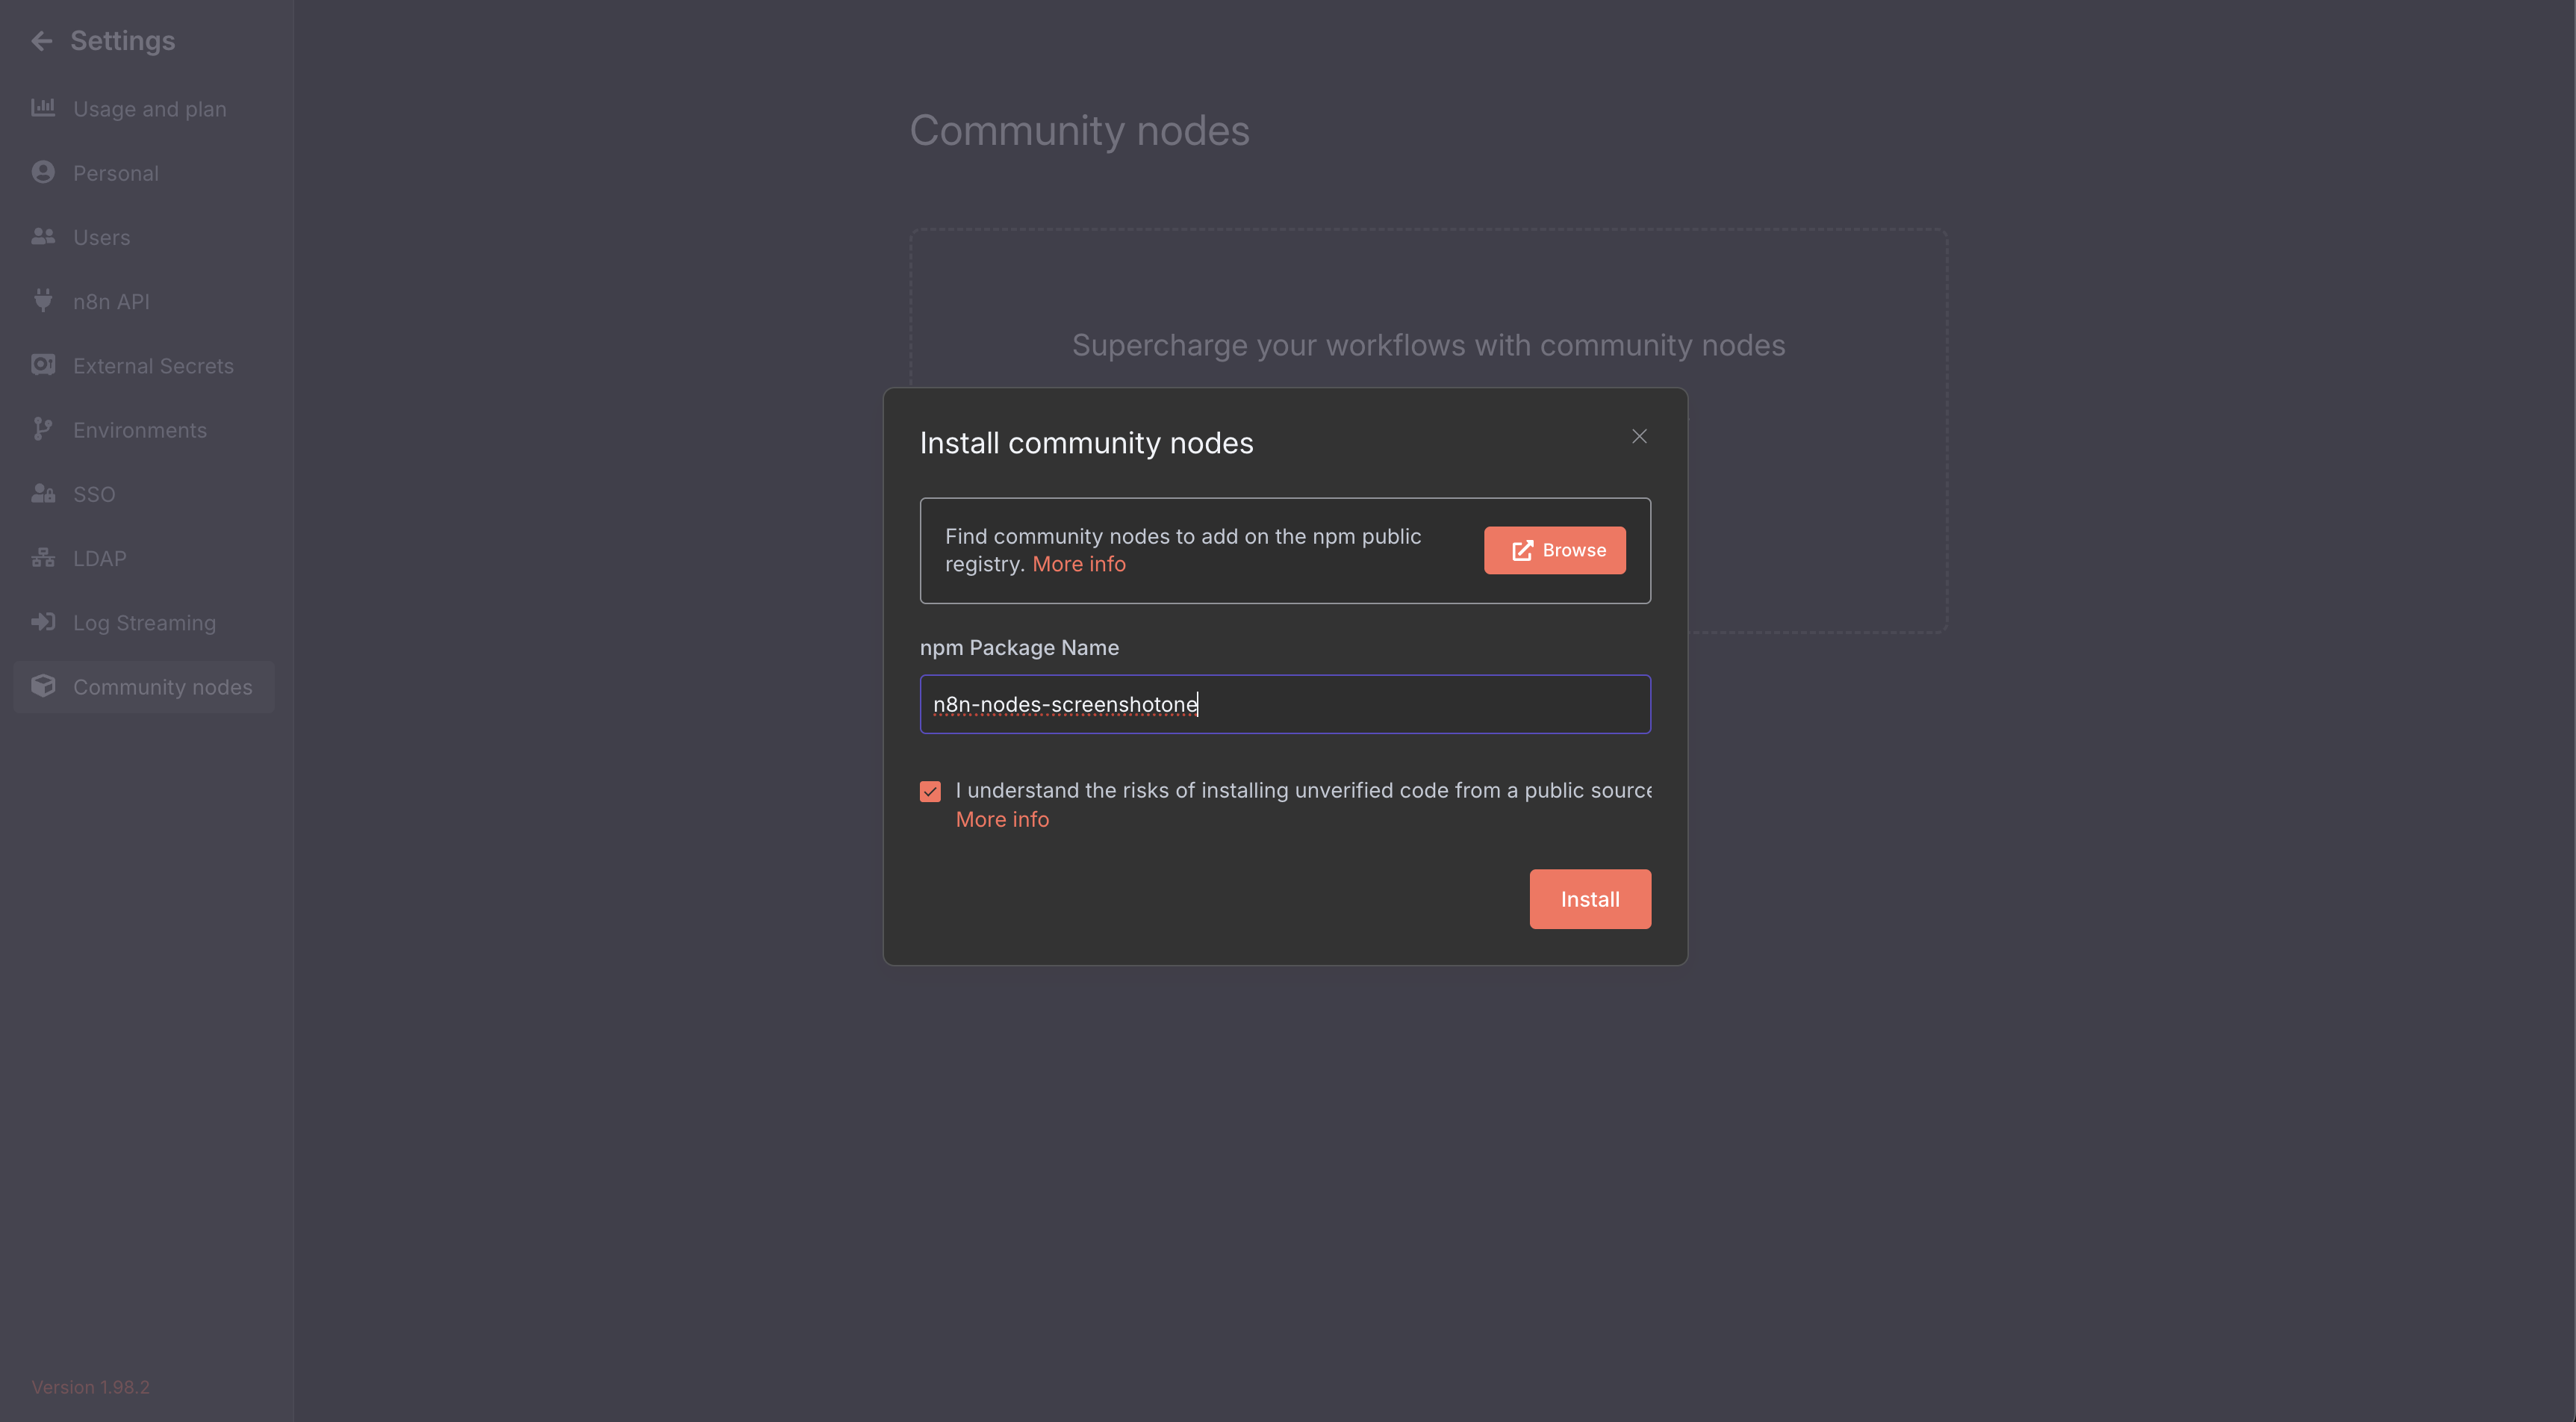 Settings
Usage and plan
Personal
Users
n8n API
External Secrets
Environments
SSO
LDAP
Log Streaming
Community nodes
Version 1.98.2
Community nodes
Supercharge your workflows with community nodes
Install community nodes
Find community nodes to add on the npm public
registry. More info
Browse
npm Package Name
n8n-nodes-screenshotone
I understand the risks of installing unverified code from a public source
More info
Install